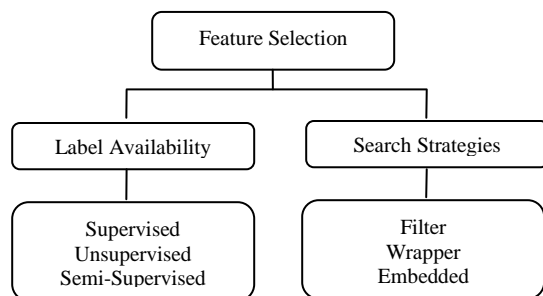 Feature Selection
Label Availability
Search Strategies
Supervised
Unsupervised
Semi-Supervised
Filter
Wrapper
Embedded